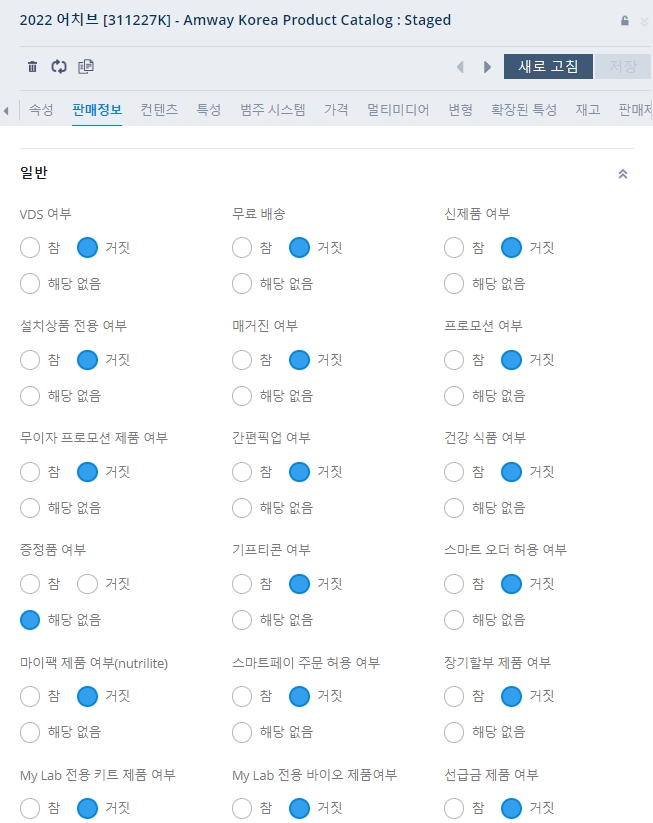 2022 어치브 [311227K] - Amway Korea Product Catalog : Staged
새로 고침 저장
속성 판매정보 컨텐츠 특성 범주 시스템 가격 멀티미디어 변형 확장된 특성 재고
일반
VDS 여부 무료 배송 신제품 여부
참 거짓 참 거짓 참 거짓
해당 없음 해당 없음 해당 없음
설치상품 전용 여부 매거진 여부 프로모션 여부
참 거짓 참 거짓 참 거짓
해당 없음 해당 없음 해당 없음
무이자 프로모션 제품 여부 간편픽업 여부 건강 식품 여부
참 거짓 참 거짓 참 거짓
해당 없음 해당 없음 해당 없음
증정품 여부 기프티콘 여부 스마트 오더 허용 여부
참 거짓 참 거짓 참 거짓
해당 없음 해당 없음 해당 없음
마이팩 제품 여부(nutrilite) 스마트페이 주문 허용 여부 장기할부 제품 여부
참 거짓 참 거짓 참 거짓
해당 없음 해당 없음 해당 없음
My Lab 전용 키트 제품 여부 My Lab 전용 바이오 제품여부 선급금 제품 여부
참 거짓 참 거짓 참 거짓